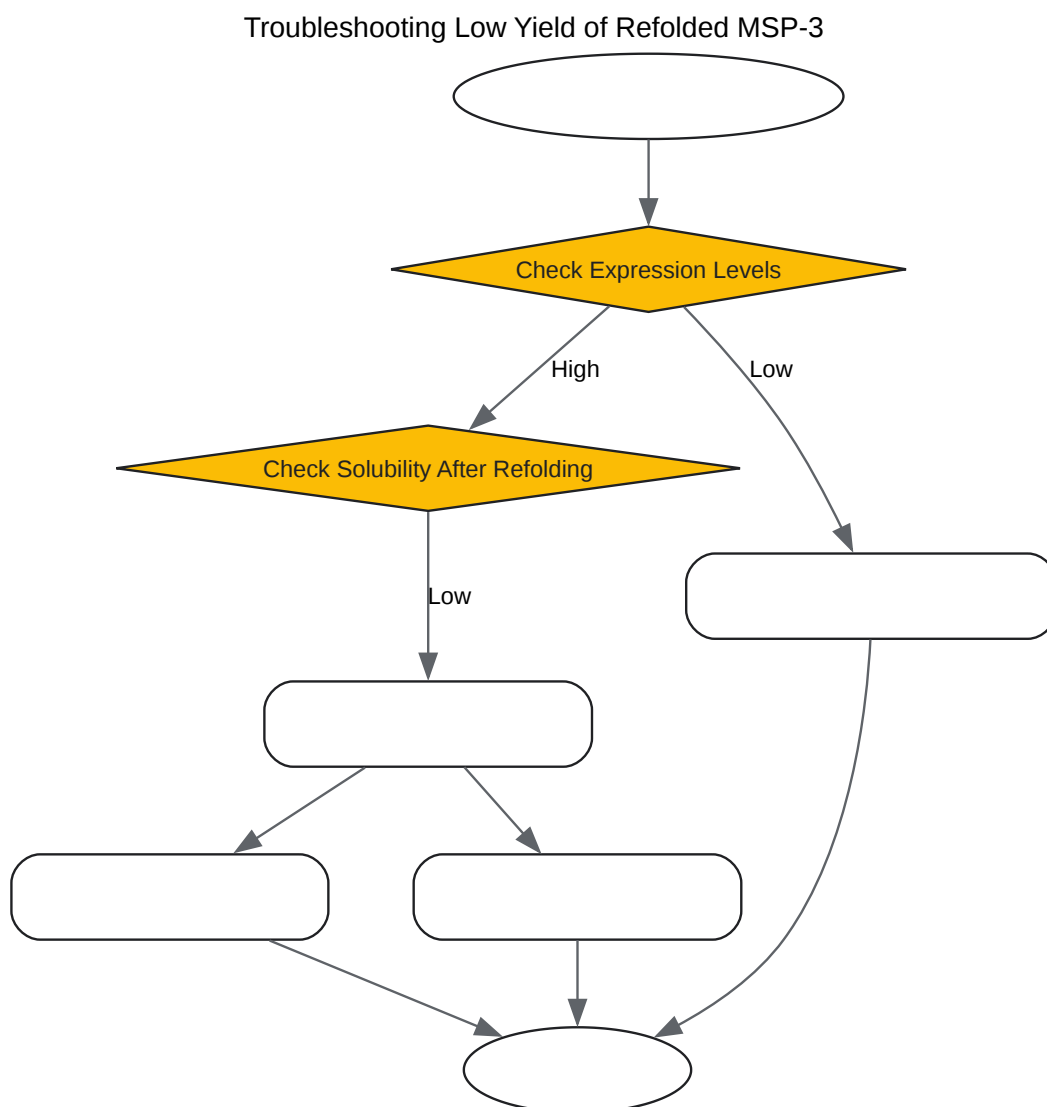 Troubleshooting Low Yield of Refolded MSP-3
Check Expression Levels
High
Low
Check Solubility After Refolding
Low